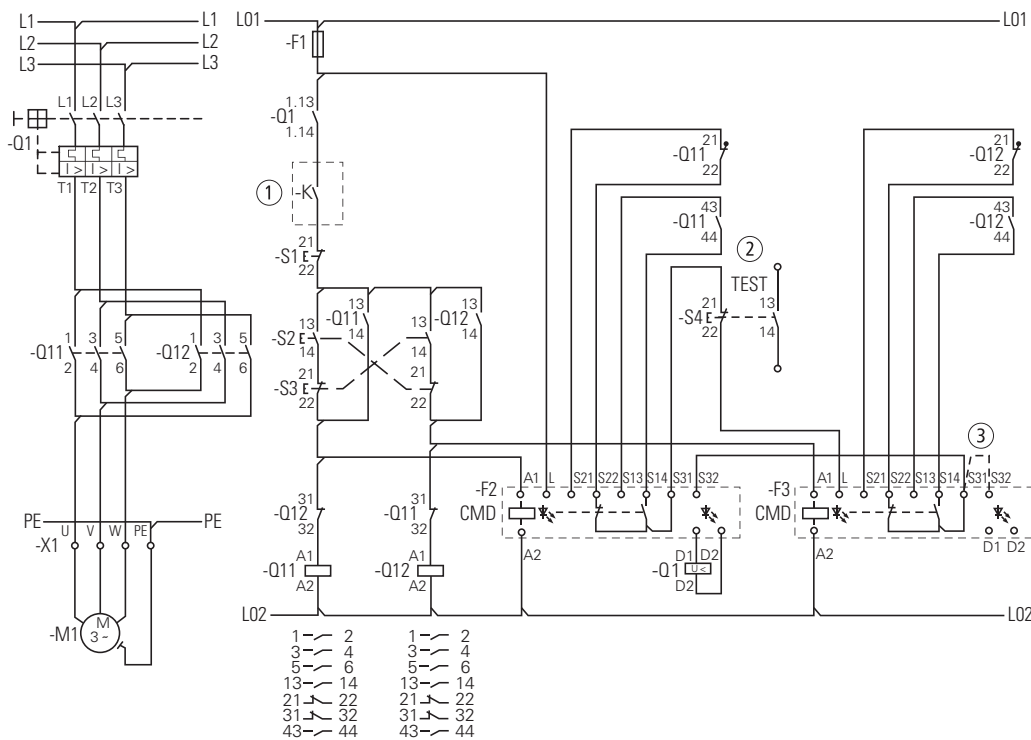 L1 L1
L2 L2
L3 L3
L1 L2 L3
-Q1
I > I > I >
T1 T2 T3
1 3 5 1 3 5
-Q11 -Q12
2 4 6 2 4 6
PE PE
U V W PE
-X1
M
3 ~
-M1
L01 L01
-F1
1.13
-Q1
1.14
1
-K
21
-S1 E
22
13 13 13 13
-S2 E -Q11 -Q12
14 14 14 14
21 21
-S3 E
22 22
31 31
-Q12 -Q11
32 32
A1 A1
-Q11 -Q12
A2 A2
L02 L02
1 2 1 2
3 4 3 4
5 6 5 6
13 14 13 14
21 22 21 22
31 32 31 32
43 44 43 44
21 21
-Q11 -Q12
22 22
43 43
-Q11 -Q12
44 44
2
TEST
21 13
-S4 E
22 14
3
A1 L S21 S22 S13 S14 S31 S32
-F2
CMD
A2
D1 D2
-Q1 U<
D2
A1 L S21 S22 S13 S14 S31 S32
-F3
CMD
A2
D1 D2